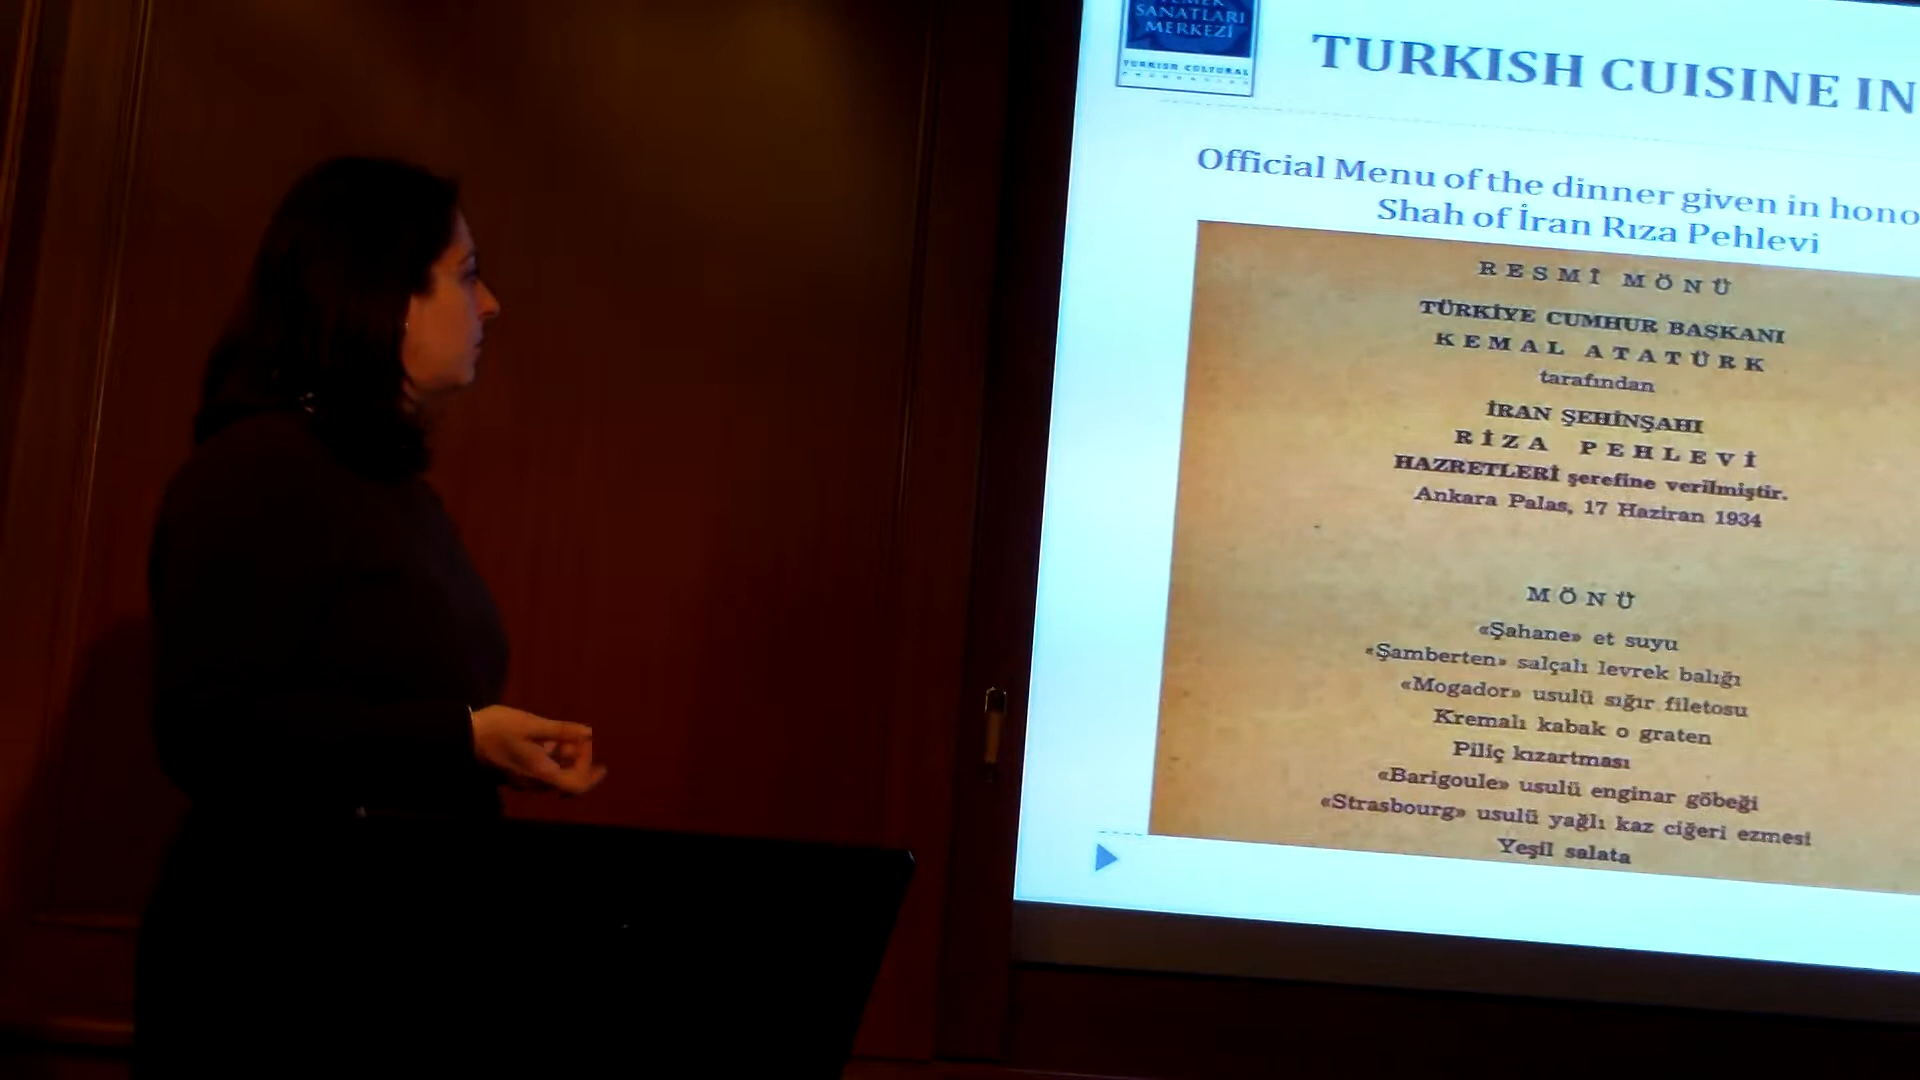 SANATLARI
MERKEZİ
TURKISH CULTURAL
TURKISH CUISINE IN
Official Menu of the dinner given in hono
Shah of İran Rıza Pehlevi
RESMÎ MÖNÜ
TÜRKİYE CUMHUR BAŞKANI
KEMAL ATATÜRK
tarafından
İRAN ŞEHİNŞAHI
RİZA PEHLEVİ
HAZRETLERİ şerefine verilmiştir.
Ankara Palas, 17 Haziran 1934
MÖNÜ
«Şahane» et suyu
«Şamberten» salçalı levrek balığı
«Mogador» usulü sığır filetosu
Kremalı kabak o graten
Piliç kızartması
«Barigoule» usulü enginar göbeği
«Strasbourg» usulü yağlı kaz ciğeri ezmesi
Yeşil salata